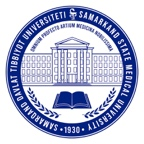 SAMARQAND DAVLAT TIBBIYOT UNIVERSITETI
SAMARKAND STATE MEDICAL UNIVERSITY
OMNIUM PROFECTO ARTIUM MEDICINA NOBILISSIMA
• 1930 •